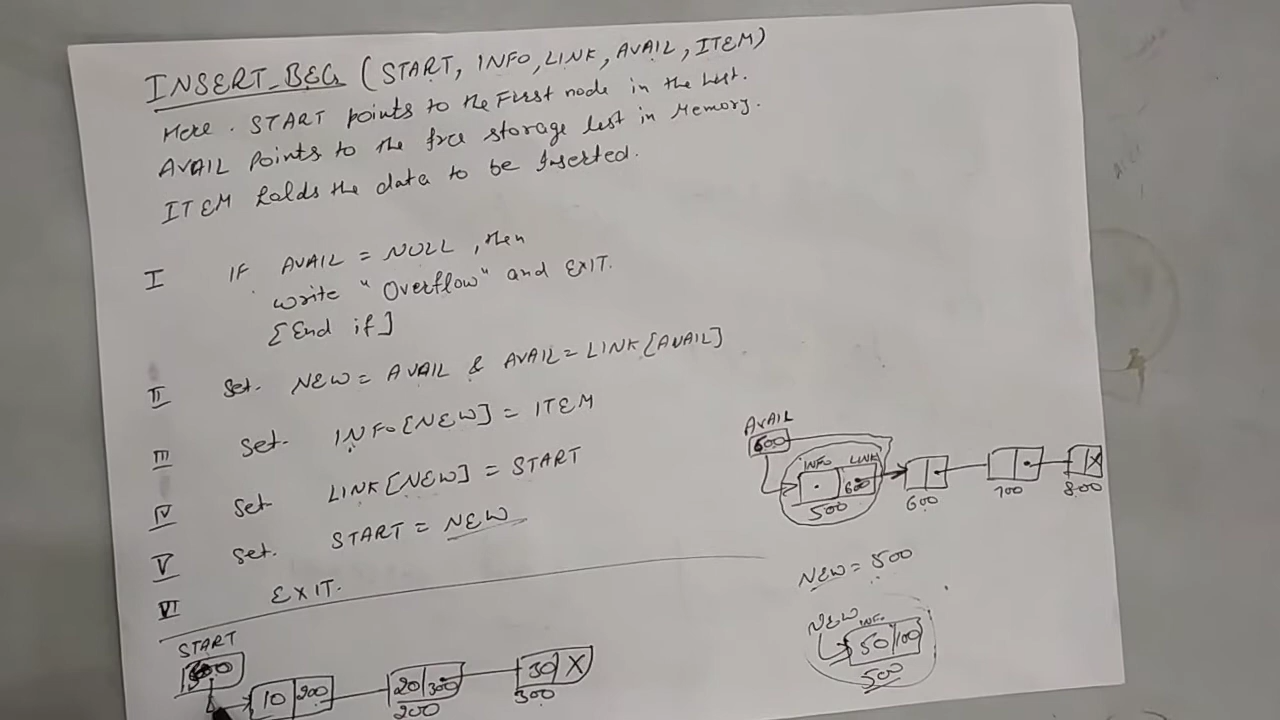 INSERT_BEG (START, INFO, LINK, AVAIL, ITEM)
Here. START points to the First node in the list.
AVAIL Points to the free storage list in Memory.
ITEM holds the data to be Inserted.
I IF AVAIL = NULL, then
write "Overflow" and EXIT.
[End if]
II Set. NEW = AVAIL & AVAIL = LINK[AVAIL]
III Set. INFO[NEW] = ITEM
IV Set LINK[NEW] = START
V Set. START = NEW
VI EXIT.
AVAIL
600
INFO LINK
600 X
500 600 700 800
NEW = 500
NEW INFO
50 100
500
START
10 200 20 300 30 X
200 300